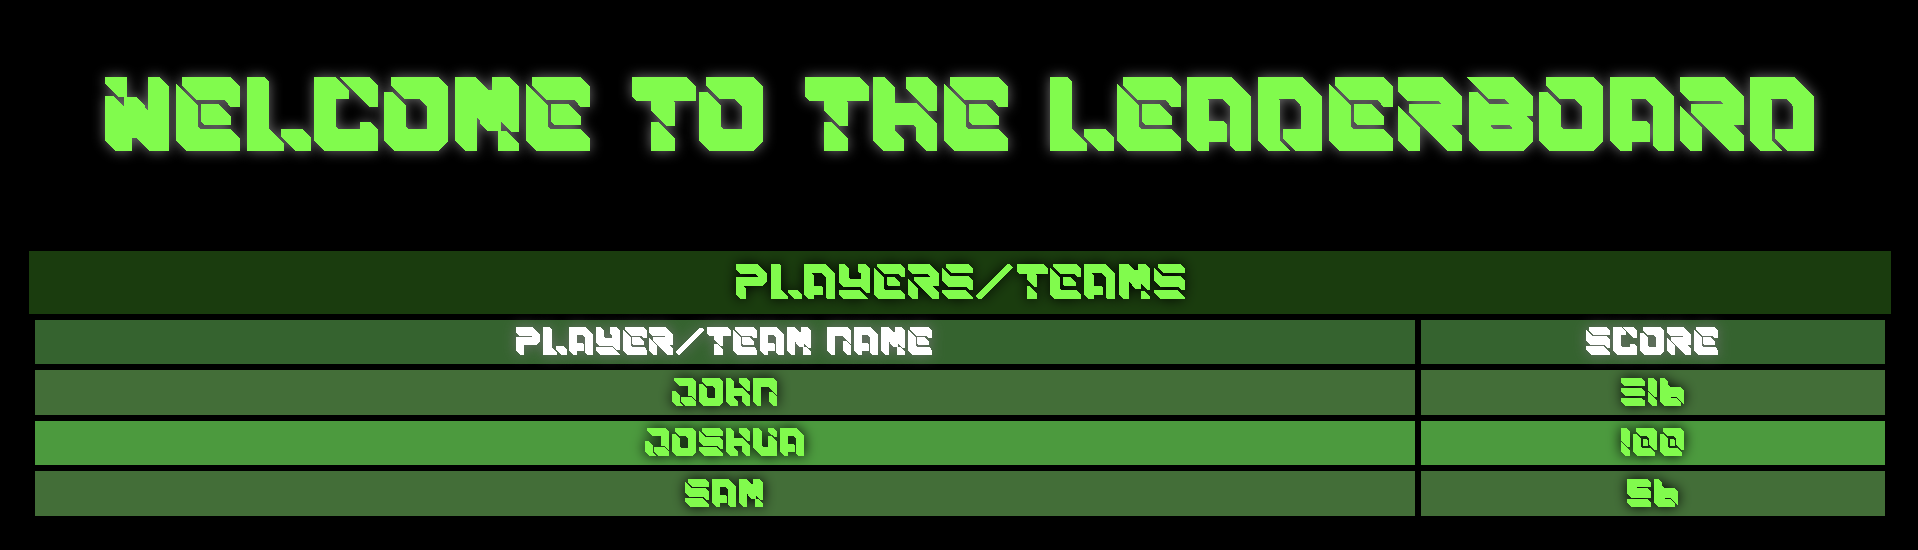 WELCOME TO THE LEADERBOARD
PLAYERS/TEAMS
PLAYER/TEAM NAME SCORE
JOHN 316
JOSHUA 100
SAM 56